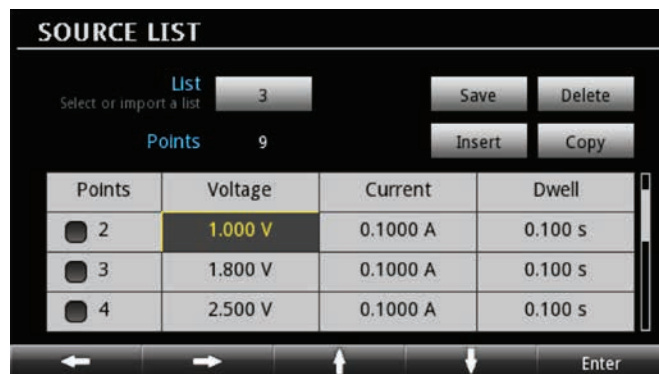 SOURCE LIST
List 3 Save Delete
Select or import a list
Points 9 Insert Copy
Points Voltage Current Dwell
2 1.000 V 0.1000 A 0.100 s
3 1.800 V 0.1000 A 0.100 s
4 2.500 V 0.1000 A 0.100 s
Enter